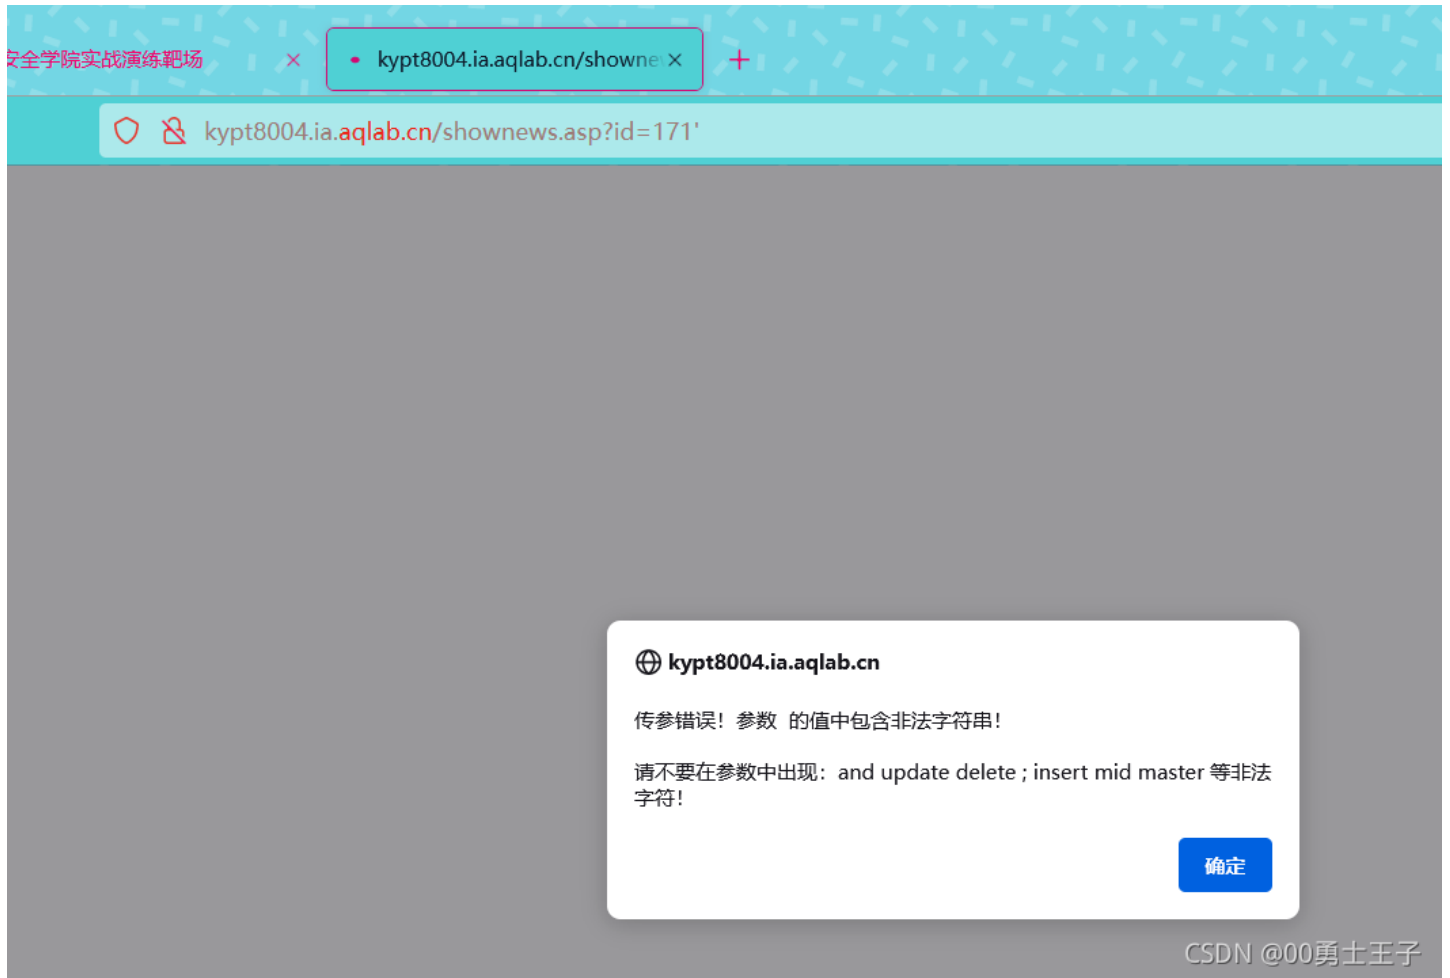 安全学院实战演练靶场
kypt8004.ia.aqlab.cn/showne
kypt8004.ia.aqlab.cn/shownews.asp?id=171'
kypt8004.ia.aqlab.cn
传参错误！参数 的值中包含非法字符串！
请不要在参数中出现：and update delete ; insert mid master 等非法
字符！
确定
CSDN @00勇士王子